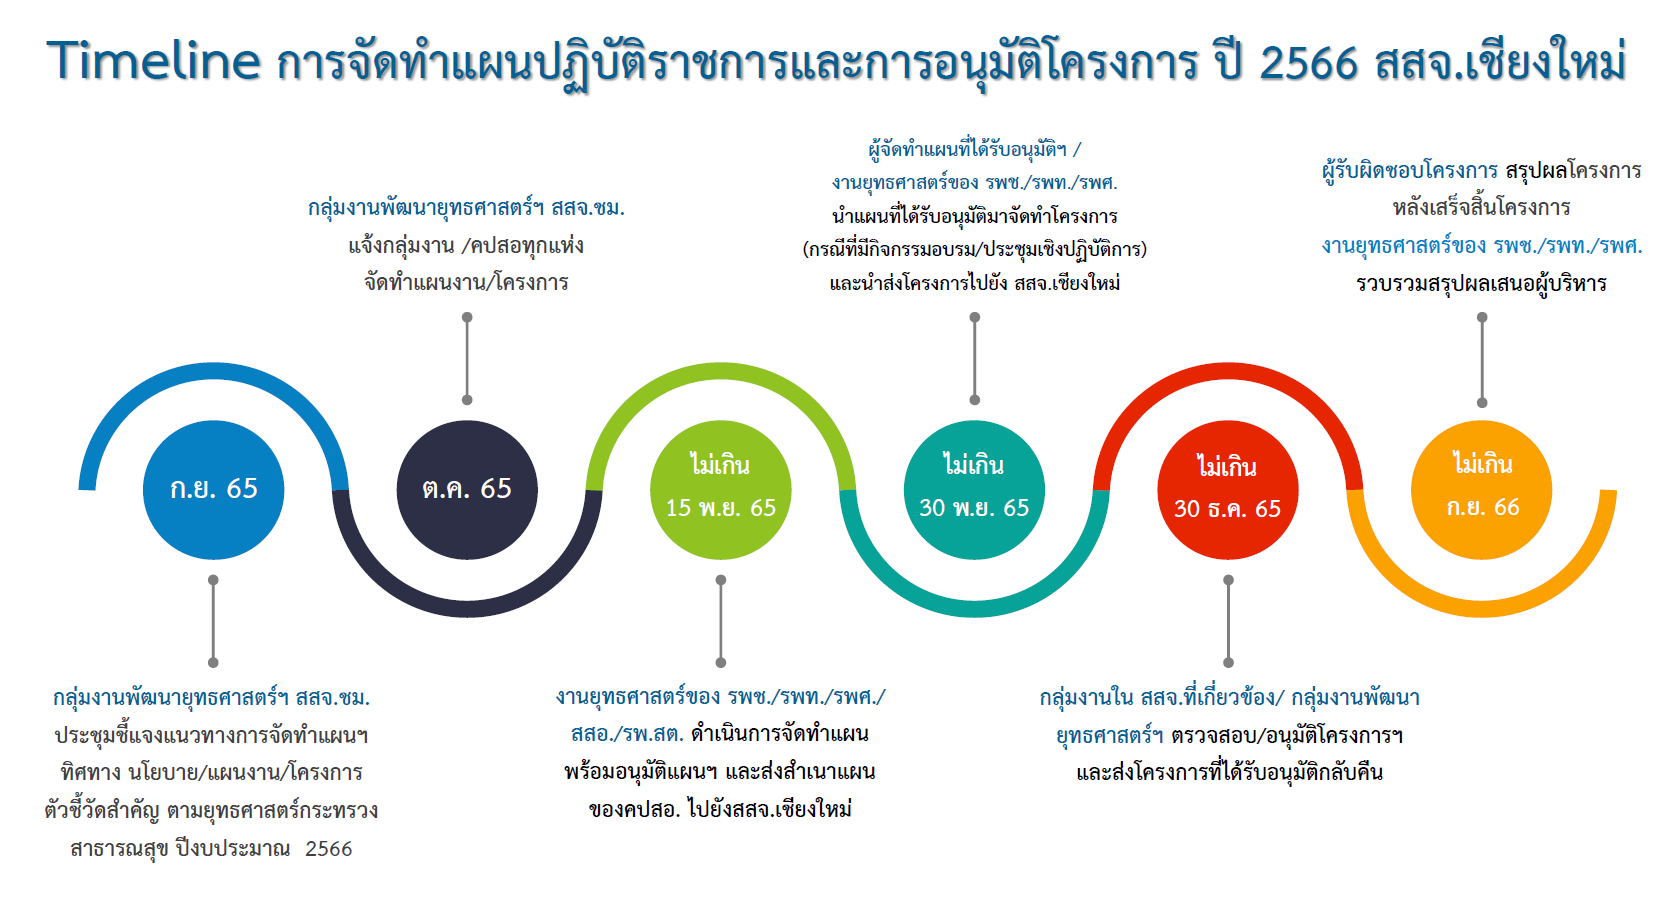 Timeline การจัดทำแผนปฏิบัติราชการและการอนุมัติโครงการ ปี 2566 สสจ.เชียงใหม่
ก.ย. 65
กลุ่มงานพัฒนายุทธศาสตร์ฯ สสจ.ชม.
ประชุมชี้แจงแนวทางการจัดทำแผนฯ
ทิศทาง นโยบาย/แผนงาน/โครงการ
ตัวชี้วัดสำคัญ ตามยุทธศาสตร์กระทรวง
สาธารณสุข ปีงบประมาณ 2566
กลุ่มงานพัฒนายุทธศาสตร์ฯ สสจ.ชม.
แจ้งกลุ่มงาน /คปสอทุกแห่ง
จัดทำแผนงาน/โครงการ
ต.ค. 65
ไม่เกิน
15 พ.ย. 65
งานยุทธศาสตร์ของ รพช./รพท./รพศ./
สสอ./รพ.สต. ดำเนินการจัดทำแผน
พร้อมอนุมัติแผนฯ และส่งสำเนาแผน
ของคปสอ. ไปยังสสจ.เชียงใหม่
ผู้จัดทำแผนที่ได้รับอนุมัติฯ /
งานยุทธศาสตร์ของ รพช./รพท./รพศ.
นำแผนที่ได้รับอนุมัติมาจัดทำโครงการ
(กรณีที่มีกิจกรรมอบรม/ประชุมเชิงปฏิบัติการ)
และนำส่งโครงการไปยัง สสจ.เชียงใหม่
ไม่เกิน
30 พ.ย. 65
ไม่เกิน
30 ธ.ค. 65
กลุ่มงานใน สสจ.ที่เกี่ยวข้อง/ กลุ่มงานพัฒนา
ยุทธศาสตร์ฯ ตรวจสอบ/อนุมัติโครงการฯ
และส่งโครงการที่ได้รับอนุมัติกลับคืน
ผู้รับผิดชอบโครงการ สรุปผลโครงการ
หลังเสร็จสิ้นโครงการ
งานยุทธศาสตร์ของ รพช./รพท./รพศ.
รวบรวมสรุปผลเสนอผู้บริหาร
ไม่เกิน
ก.ย. 66